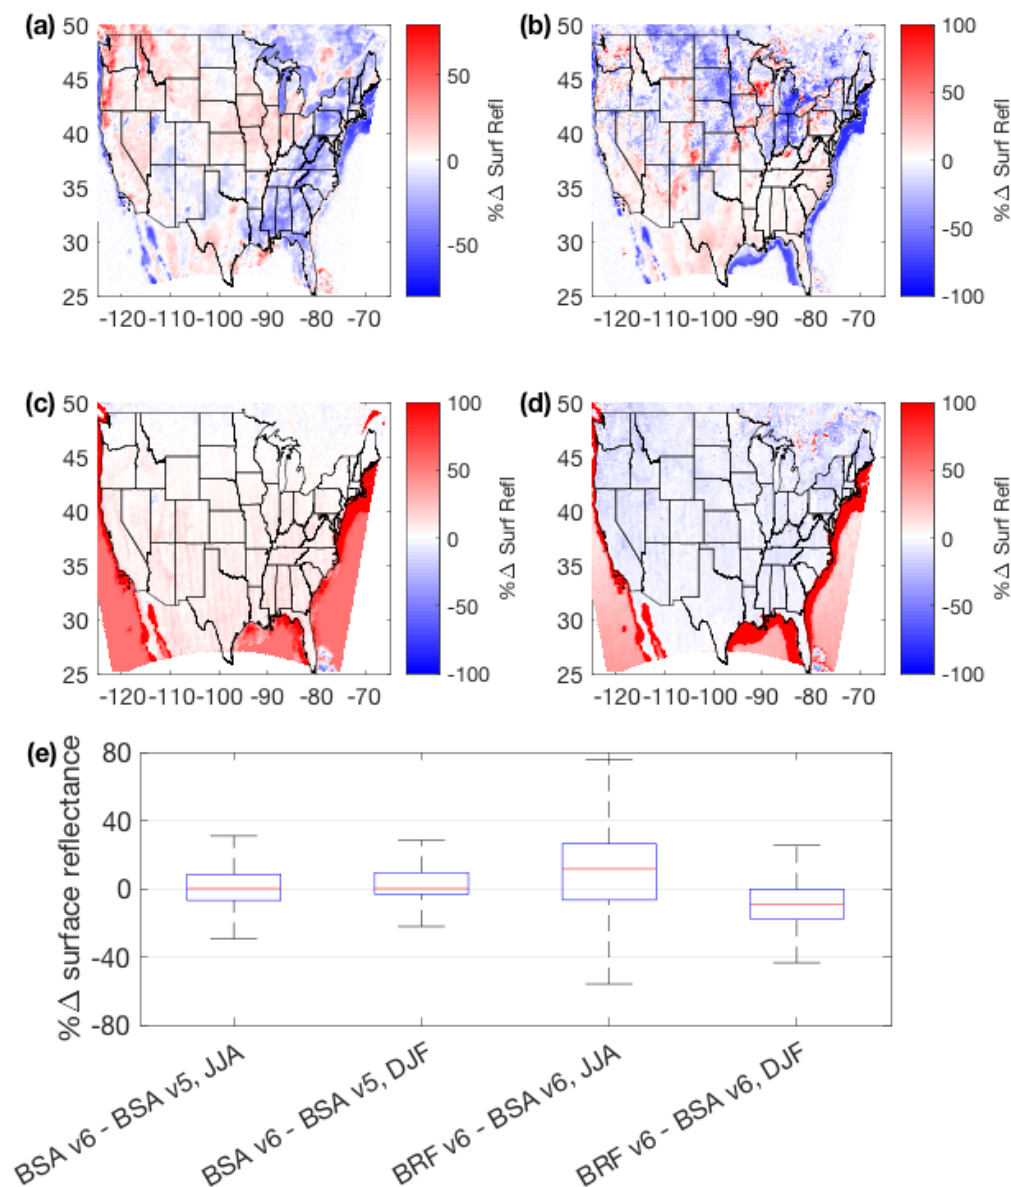 (a)
50
45
40
35
30
25
-120 -110 -100 -90 -80 -70
50
0
-50
%Δ Surf Refl
(b)
50
45
40
35
30
25
-120 -110 -100 -90 -80 -70
100
50
0
-50
-100
%Δ Surf Refl
(c)
50
45
40
35
30
25
-120 -110 -100 -90 -80 -70
100
50
0
-50
-100
%Δ Surf Refl
(d)
50
45
40
35
30
25
-120 -110 -100 -90 -80 -70
100
50
0
-50
-100
%Δ Surf Refl
(e)
%Δ surface reflectance
80
40
0
-40
-80
BSA v6 - BSA v5, JJA
BSA v6 - BSA v5, DJF
BRF v6 - BSA v6, JJA
BRF v6 - BSA v6, DJF